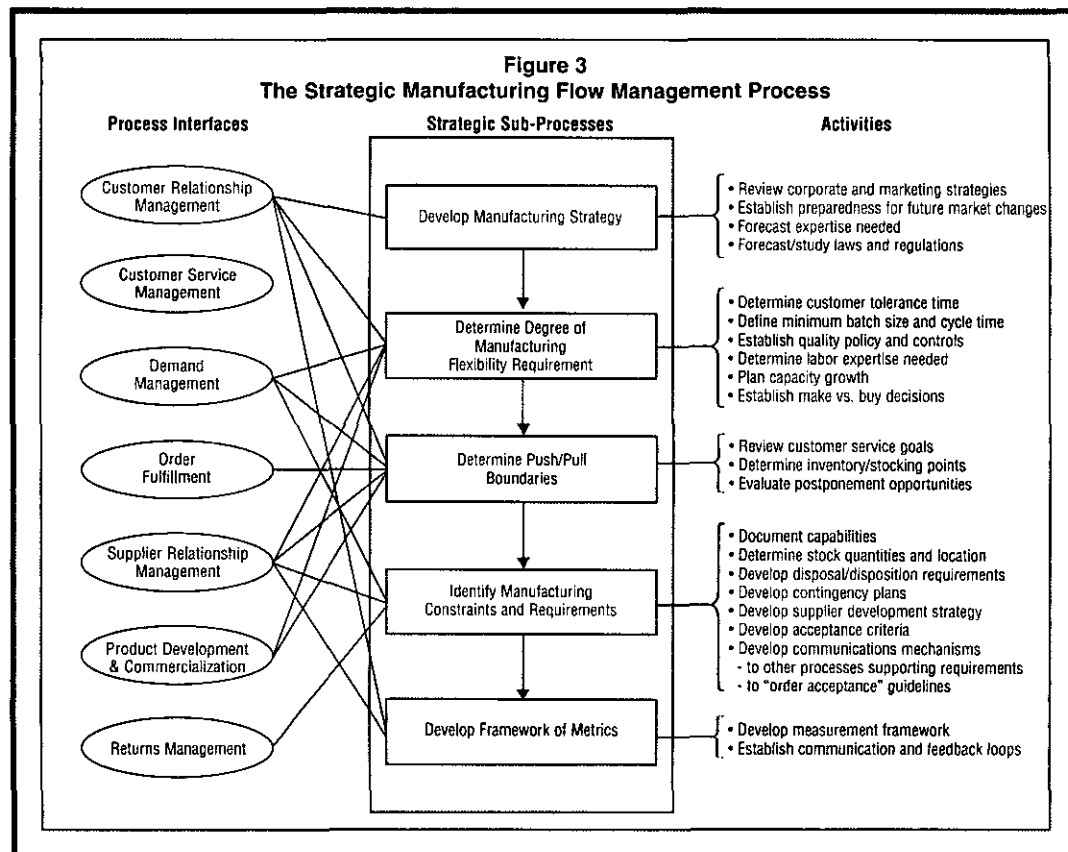 Figure 3
The Strategic Manufacturing Flow Management Process
Process Interfaces
Strategic Sub-Processes
Activities
Customer Relationship
Management
Customer Service
Management
Demand
Management
Order
Fulfillment
Supplier Relationship
Management
Product Development
& Commercialization
Returns Management
Develop Manufacturing Strategy
Determine Degree of
Manufacturing
Flexibility Requirement
Determine Push/Pull
Boundaries
Identify Manufacturing
Constraints and Requirements
Develop Framework of Metrics
• Review corporate and marketing strategies
• Establish preparedness for future market changes
• Forecast expertise needed
• Forecast/study laws and regulations
• Determine customer tolerance time
• Define minimum batch size and cycle time
• Establish quality policy and controls
• Determine labor expertise needed
• Plan capacity growth
• Establish make vs. buy decisions
• Review customer service goals
• Determine inventory/stocking points
• Evaluate postponement opportunities
• Document capabilities
• Determine stock quantities and location
• Develop disposal/disposition requirements
• Develop contingency plans
• Develop supplier development strategy
• Develop acceptance criteria
• Develop communications mechanisms
- to other processes supporting requirements
- to "order acceptance" guidelines
• Develop measurement framework
• Establish communication and feedback loops